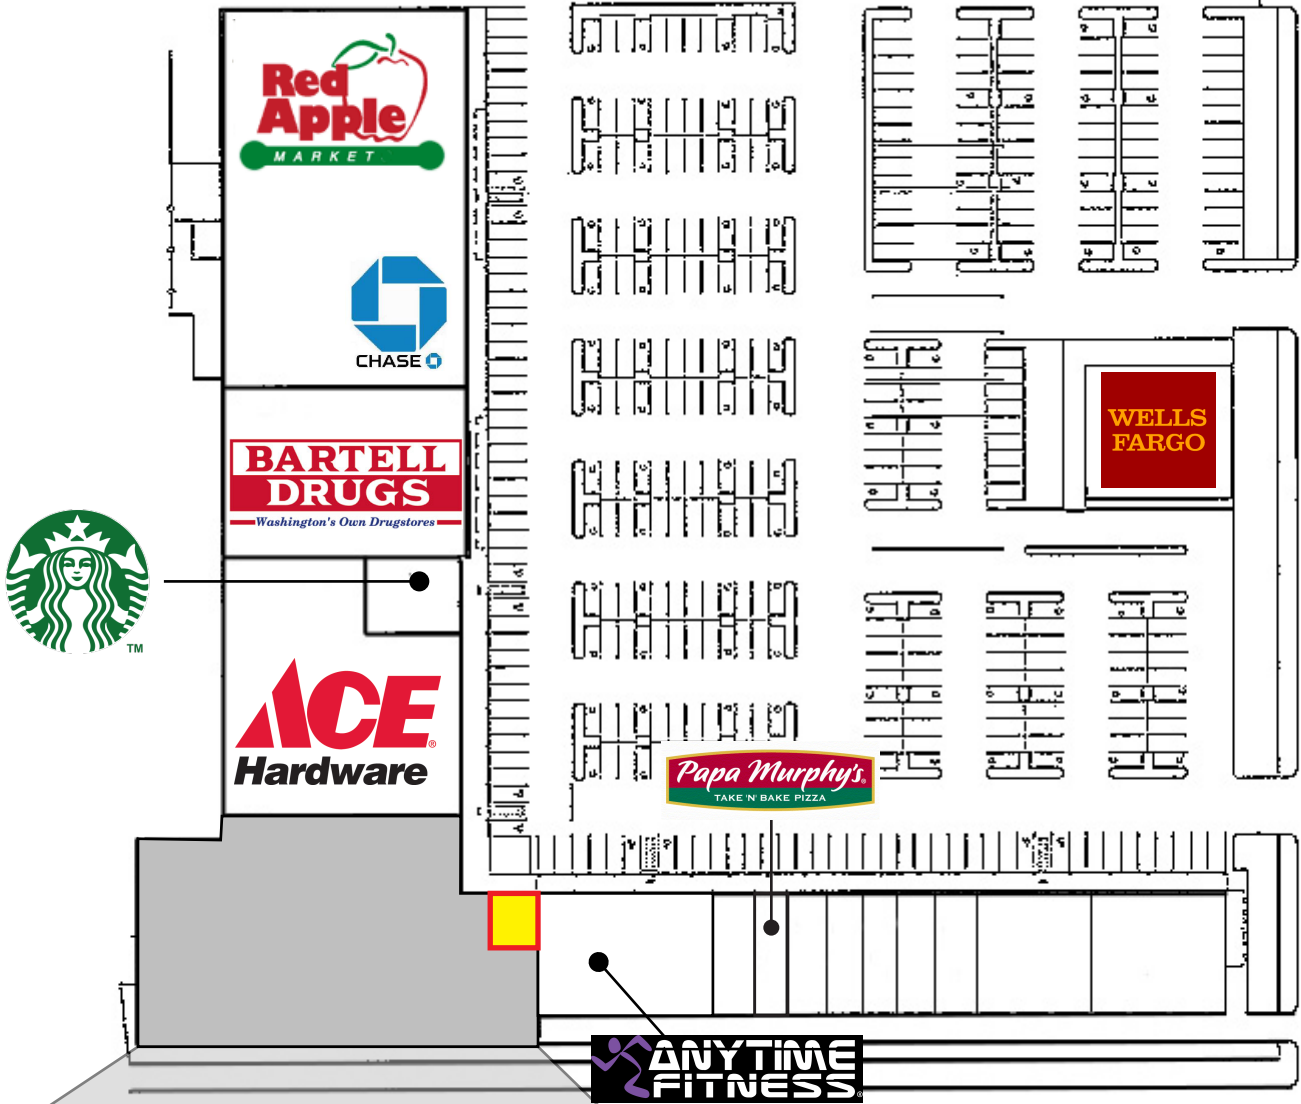 Red
Apple
MARKET
CHASE
WELLS
FARGO
BARTELL
DRUGS
Washington's Own Drugstores
TM
ACE
Hardware
®
Papa Murphy's
TAKE 'N' BAKE PIZZA
ANYTIME
FITNESS